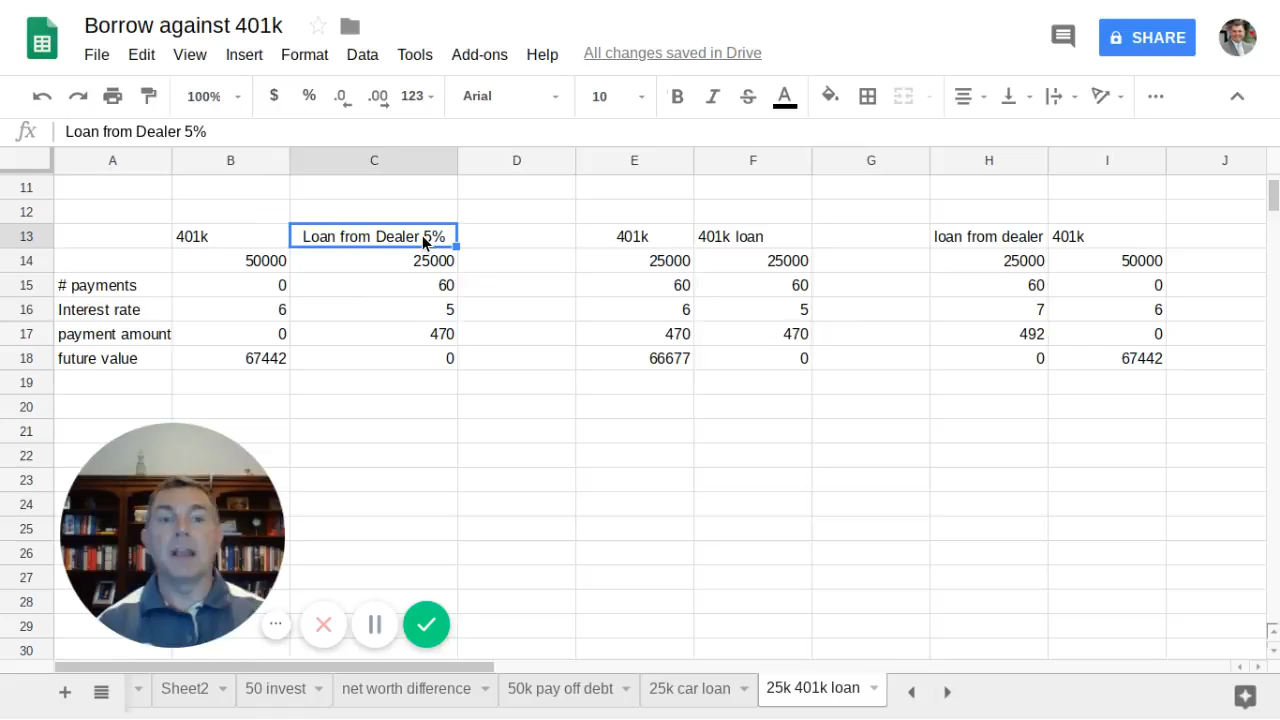 Borrow against 401k
File Edit View Insert Format Data Tools Add-ons Help All changes saved in Drive
SHARE
100% $ % .0 .00 123 Arial 10 B I S A ...
fx Loan from Dealer 5%
A B C D E F G H I J
11
12
13 401k Loan from Dealer 5% 401k 401k loan loan from dealer 401k
14 50000 25000 25000 25000 25000 50000
15 # payments 0 60 60 60 60 0
16 Interest rate 6 5 6 5 7 6
17 payment amount 0 470 470 470 492 0
18 future value 67442 0 66677 0 0 67442
19
20
21
22
23
24
25
26
27
28
29
30
Sheet2 50 invest net worth difference 50k pay off debt 25k car loan 25k 401k loan